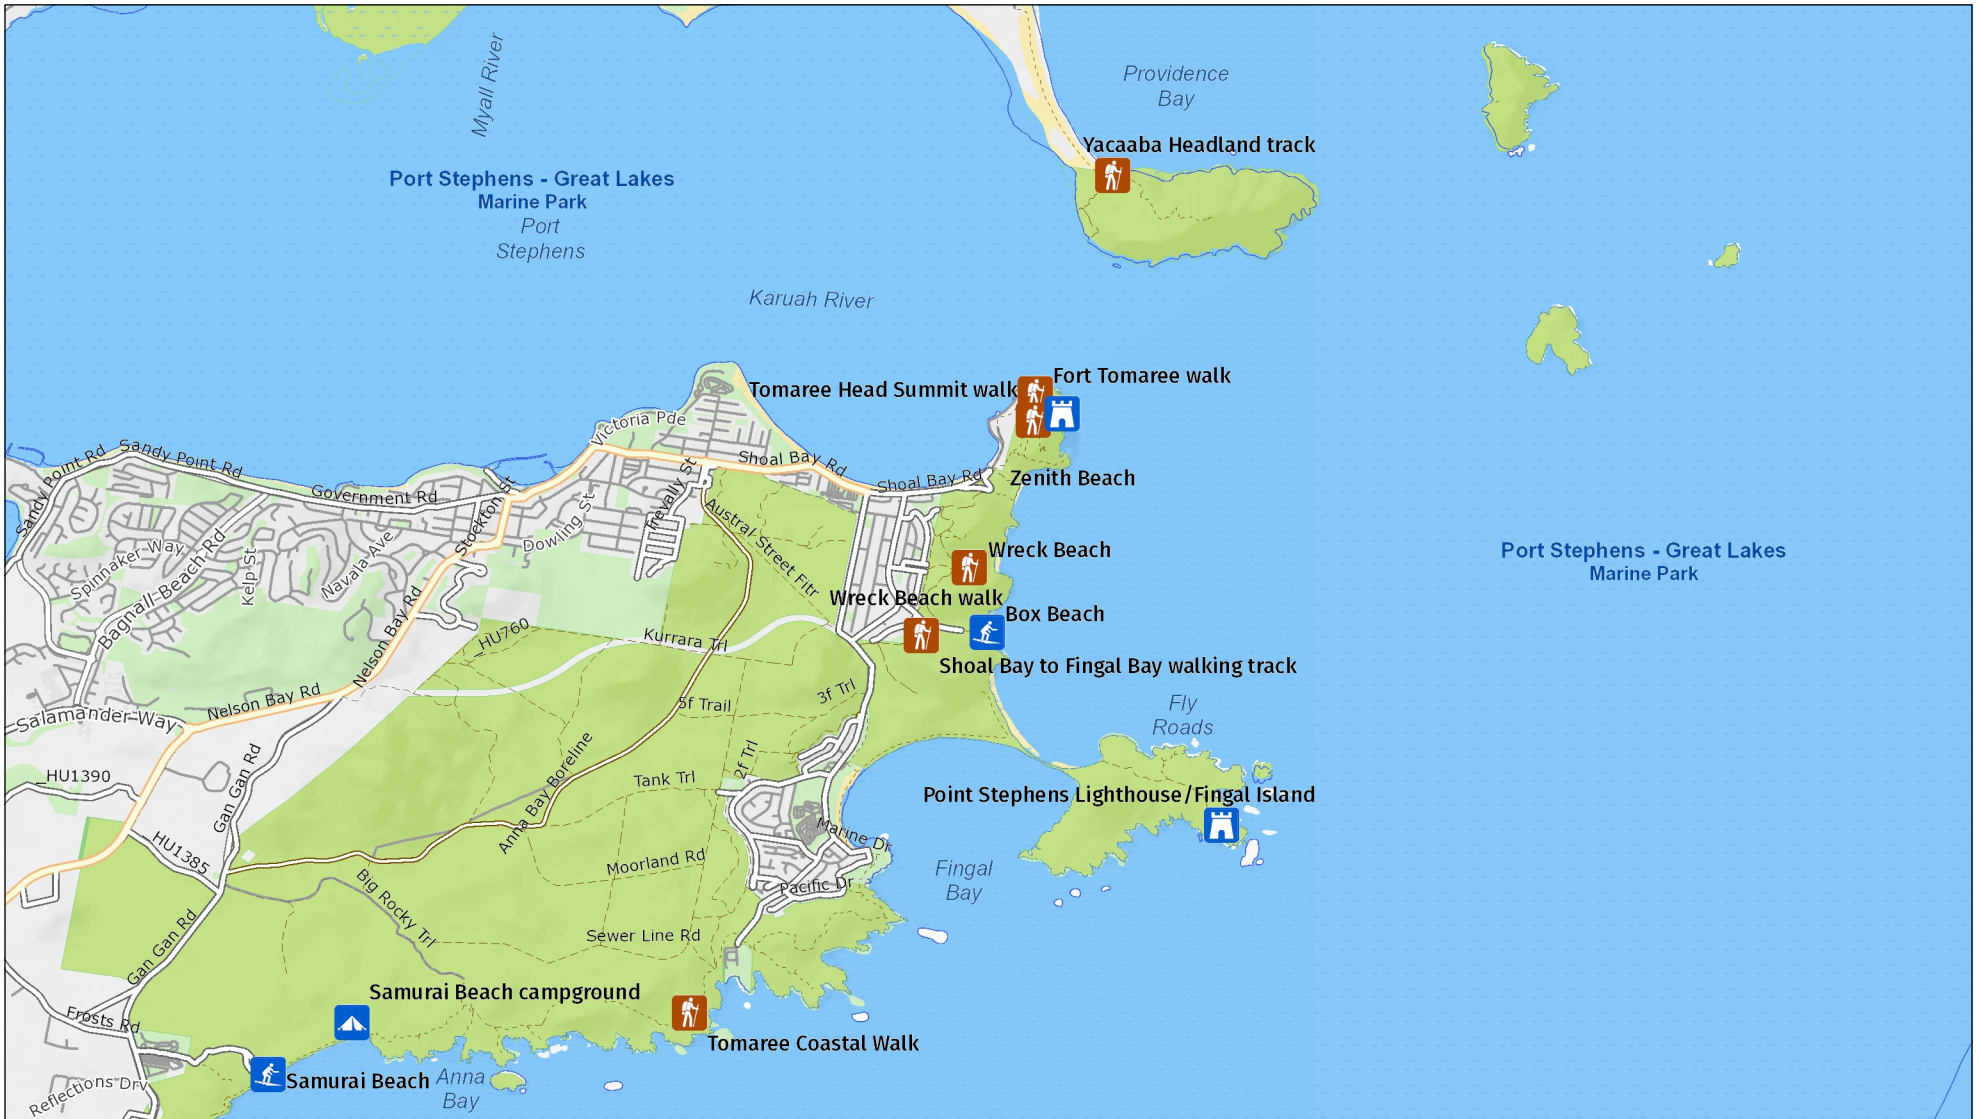 Myall River
Providence
Bay
Yacaaba Headland track
Port Stephens - Great Lakes
Marine Park
Port
Stephens
Karuah River
Fort Tomaree walk
Tomaree Head Summit walk
Victoria Pde
Sandy Point Rd
Sandy Point Rd
Shoal Bay Rd
Shoal Bay Rd
Zenith Beach
Government Rd
Stockton St
Dowling St
Trevally St
Austral Street Fitr
Spinnaker Way
Bagnall Beach Rd
Kelp St
Navala Ave
Wreck Beach
Port Stephens - Great Lakes
Marine Park
Wreck Beach walk
Box Beach
Nelson Bay Rd
_HU760
Kurrara Trl
Shoal Bay to Fingal Bay walking track
Nelson Bay Rd
Salamander Way
5f Trail
3f Trl
Fly
Roads
_HU1390
Gan Gan Rd
Anna Bay Boreline
Tank Trl
2f Trl
Point Stephens Lighthouse/Fingal Island
HU1385
Marine Dr
Moorland Rd
Pacific Dr
Fingal
Bay
Big Rocky Trl
Gan Gan Rd
Sewer Line Rd
Samurai Beach campground
Frosts Rd
Tomaree Coastal Walk
Samurai Beach
Anna
Bay
Reflections Drv